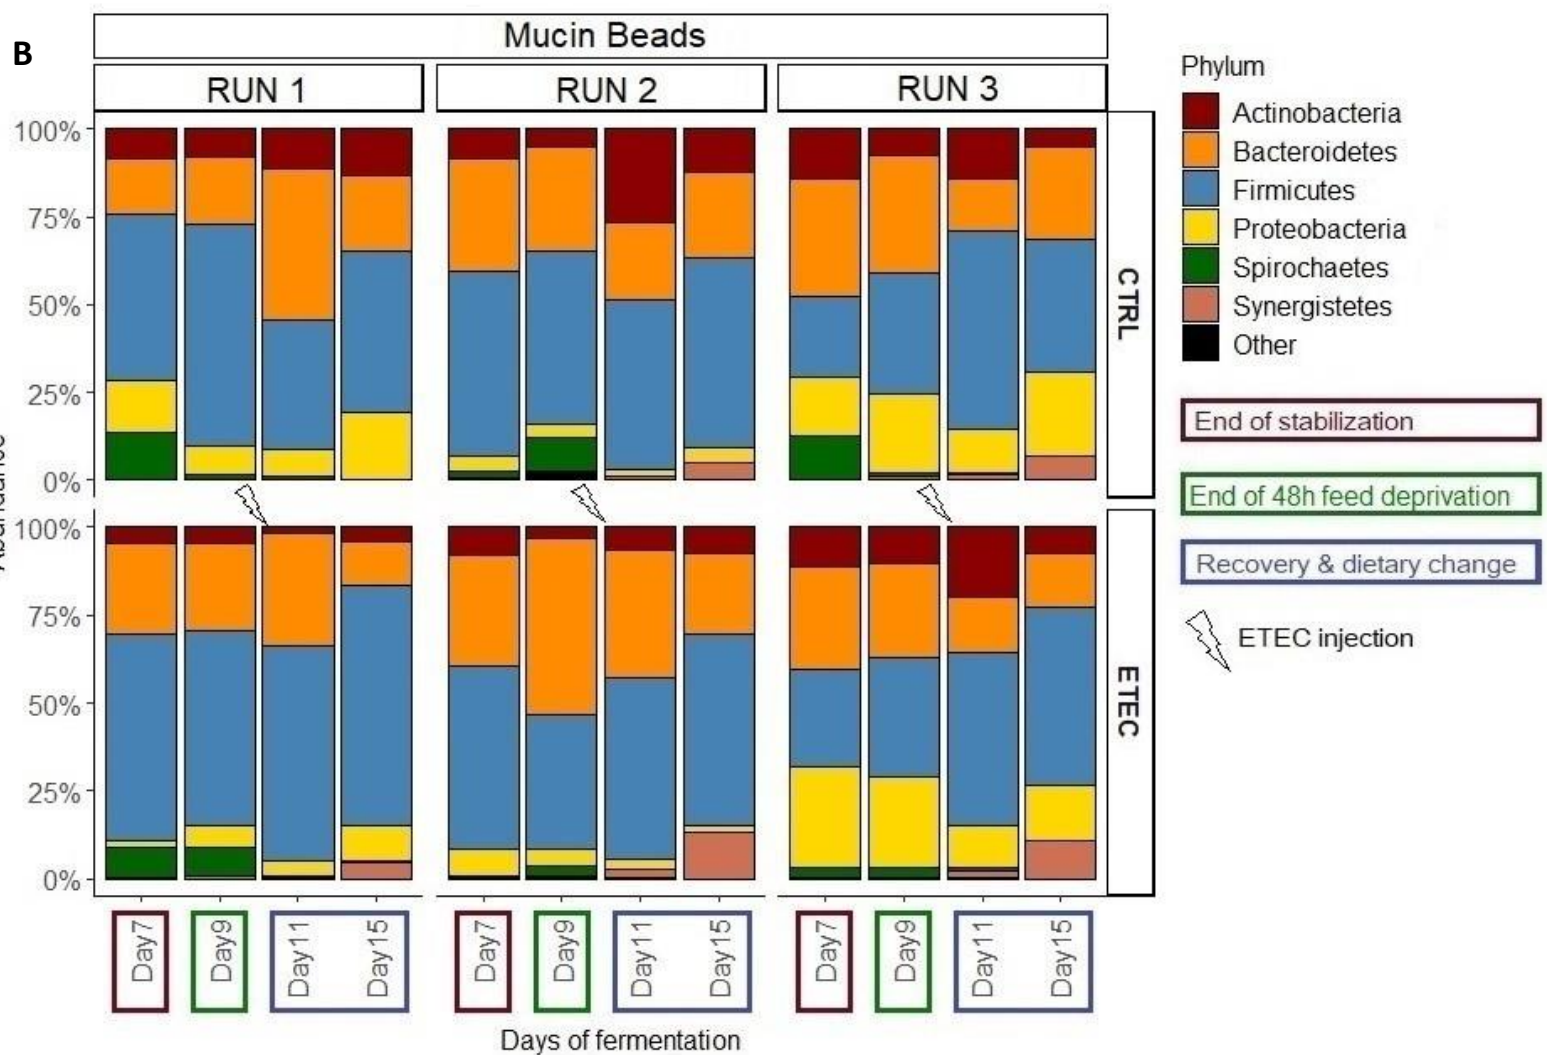 B
Mucin Beads
RUN 1 RUN 2 RUN 3
100%
75%
50%
25%
0%
CTRL
100%
75%
50%
25%
0%
ETEC
Day7 Day9 Day11 Day15 Day7 Day9 Day11 Day15 Day7 Day9 Day11 Day15
Days of fermentation
Phylum
Actinobacteria
Bacteroidetes
Firmicutes
Proteobacteria
Spirochaetes
Synergistetes
Other
End of stabilization
End of 48h feed deprivation
Recovery & dietary change
ETEC injection